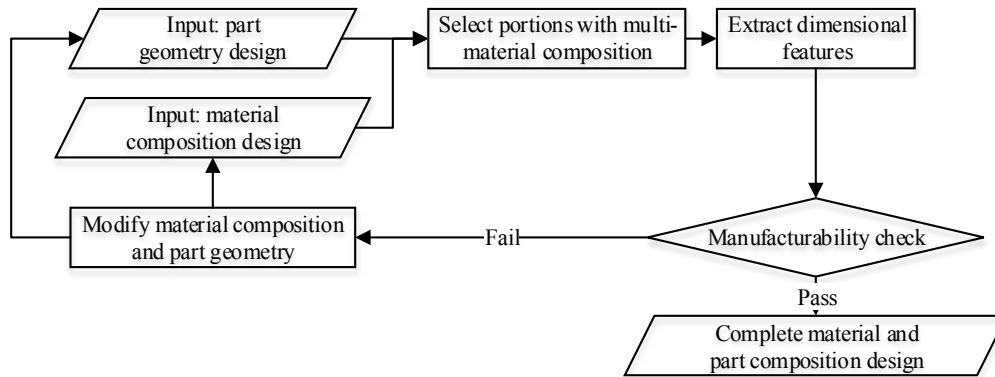 Input: part
geometry design
Select portions with multi-
material composition
Extract dimensional
features
Input: material
composition design
Modify material composition
and part geometry
Fail
Manufacturability check
Pass
Complete material and
part composition design